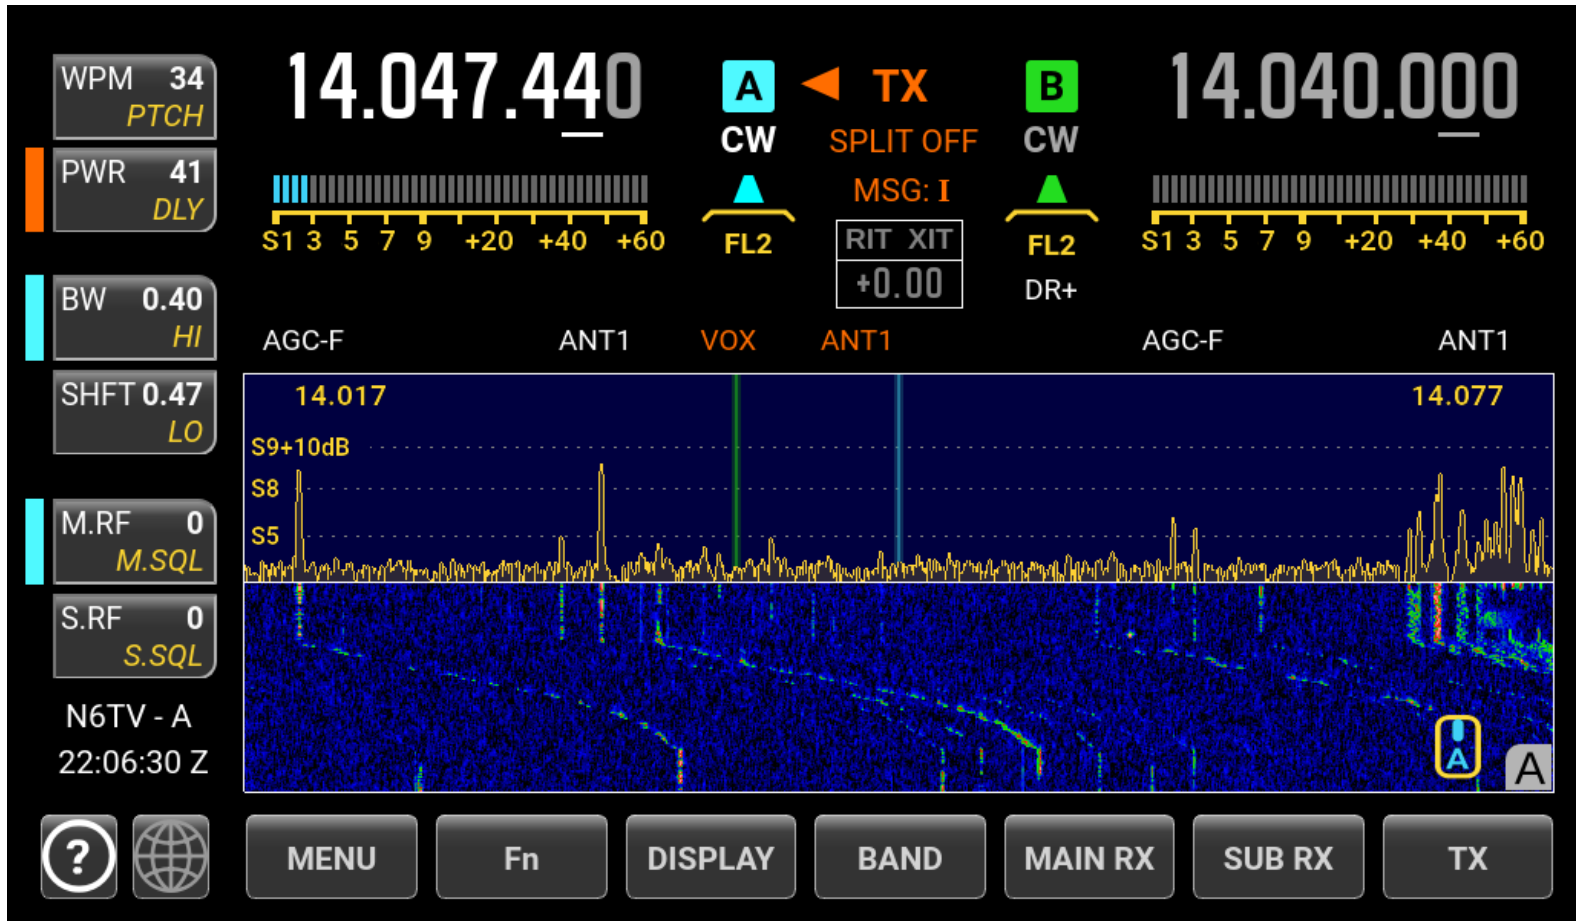 WPM 34
PTCH
PWR 41
DLY
BW 0.40
HI
SHFT 0.47
LO
M.RF 0
M.SQL
S.RF 0
S.SQL
N6TV - A
22:06:30 Z
14.047.440
A
TX
B
14.040.000
CW
SPLIT OFF
CW
MSG: I
S1 3 5 7 9 +20 +40 +60
FL2
RIT XIT
+0.00
FL2
S1 3 5 7 9 +20 +40 +60
DR+
AGC-F
ANT1
VOX
ANT1
AGC-F
ANT1
14.017
14.077
S9+10dB
S8
S5
A
A
?
MENU
Fn
DISPLAY
BAND
MAIN RX
SUB RX
TX